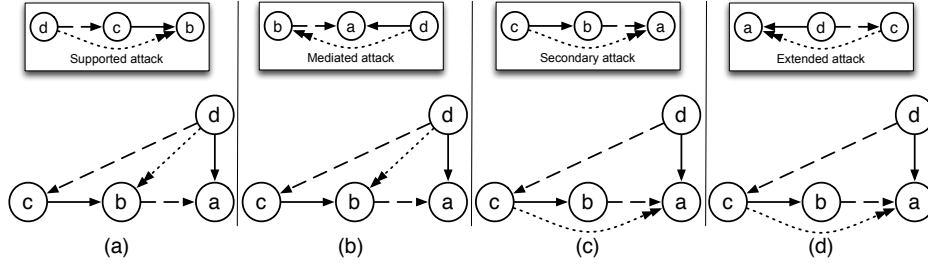 d c b
Supported attack
b a d
Mediated attack
c b a
Secondary attack
a d c
Extended attack
d
c b a
(a)
d
c b a
(b)
d
c b a
(c)
d
c b a
(d)